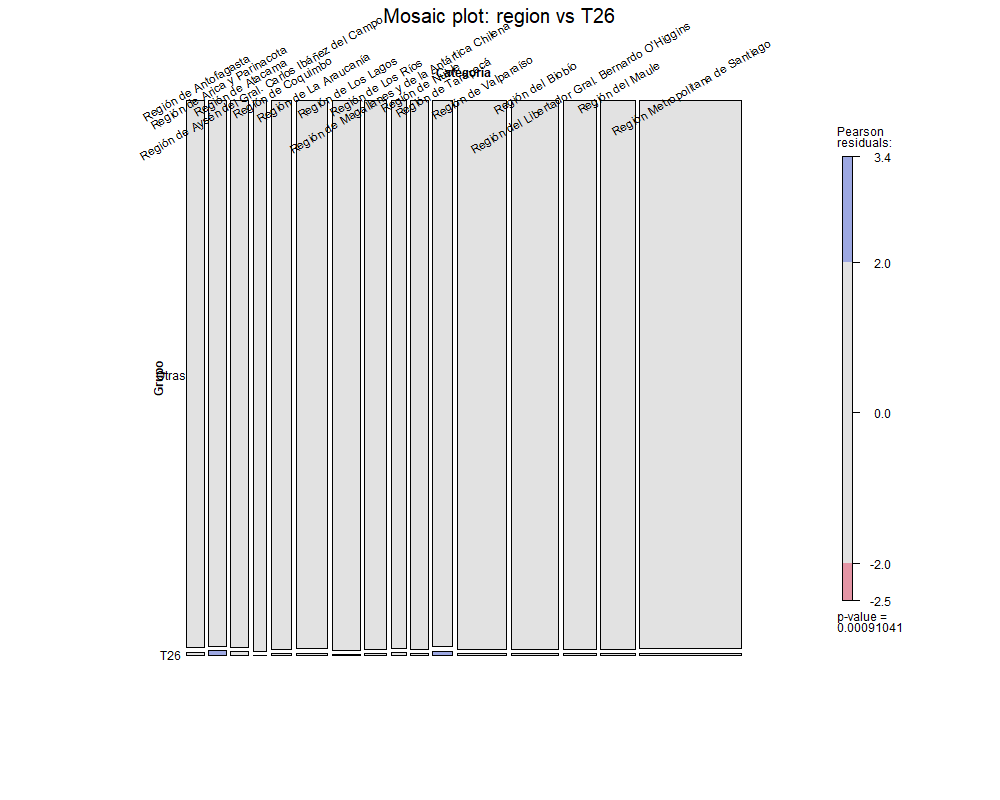 Mosaic plot: region vs T26
Categoria
Región de Antofagasta
Región de Arica y Parinacota
Región de Atacama
Región de Aysén del Gral. Carlos Ibáñez del Campo
Región de Coquimbo
Región de La Araucanía
Región de Los Lagos
Región de Los Ríos
Región de Magallanes y de la Antártica Chilena
Región de Ñuble
Región de Tarapacá
Región de Valparaíso
Región del Biobío
Región del Libertador Gral. Bernardo O'Higgins
Región del Maule
Región Metropolitana de Santiago
Grupo
Otras
T26
Pearson
residuals:
3.4
2.0
0.0
-2.0
-2.5
p-value =
0.00091041